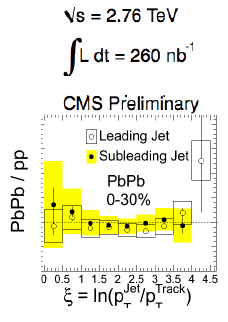 √s = 2.76 TeV
∫L dt = 260 nb⁻¹
CMS Preliminary
Leading Jet
Subleading Jet
PbPb
0-30%
PbPb / pp
0 0.5 1 1.5 2 2.5 3 3.5 4 4.5
ξ = ln(p_T^Jet/p_T^Track)